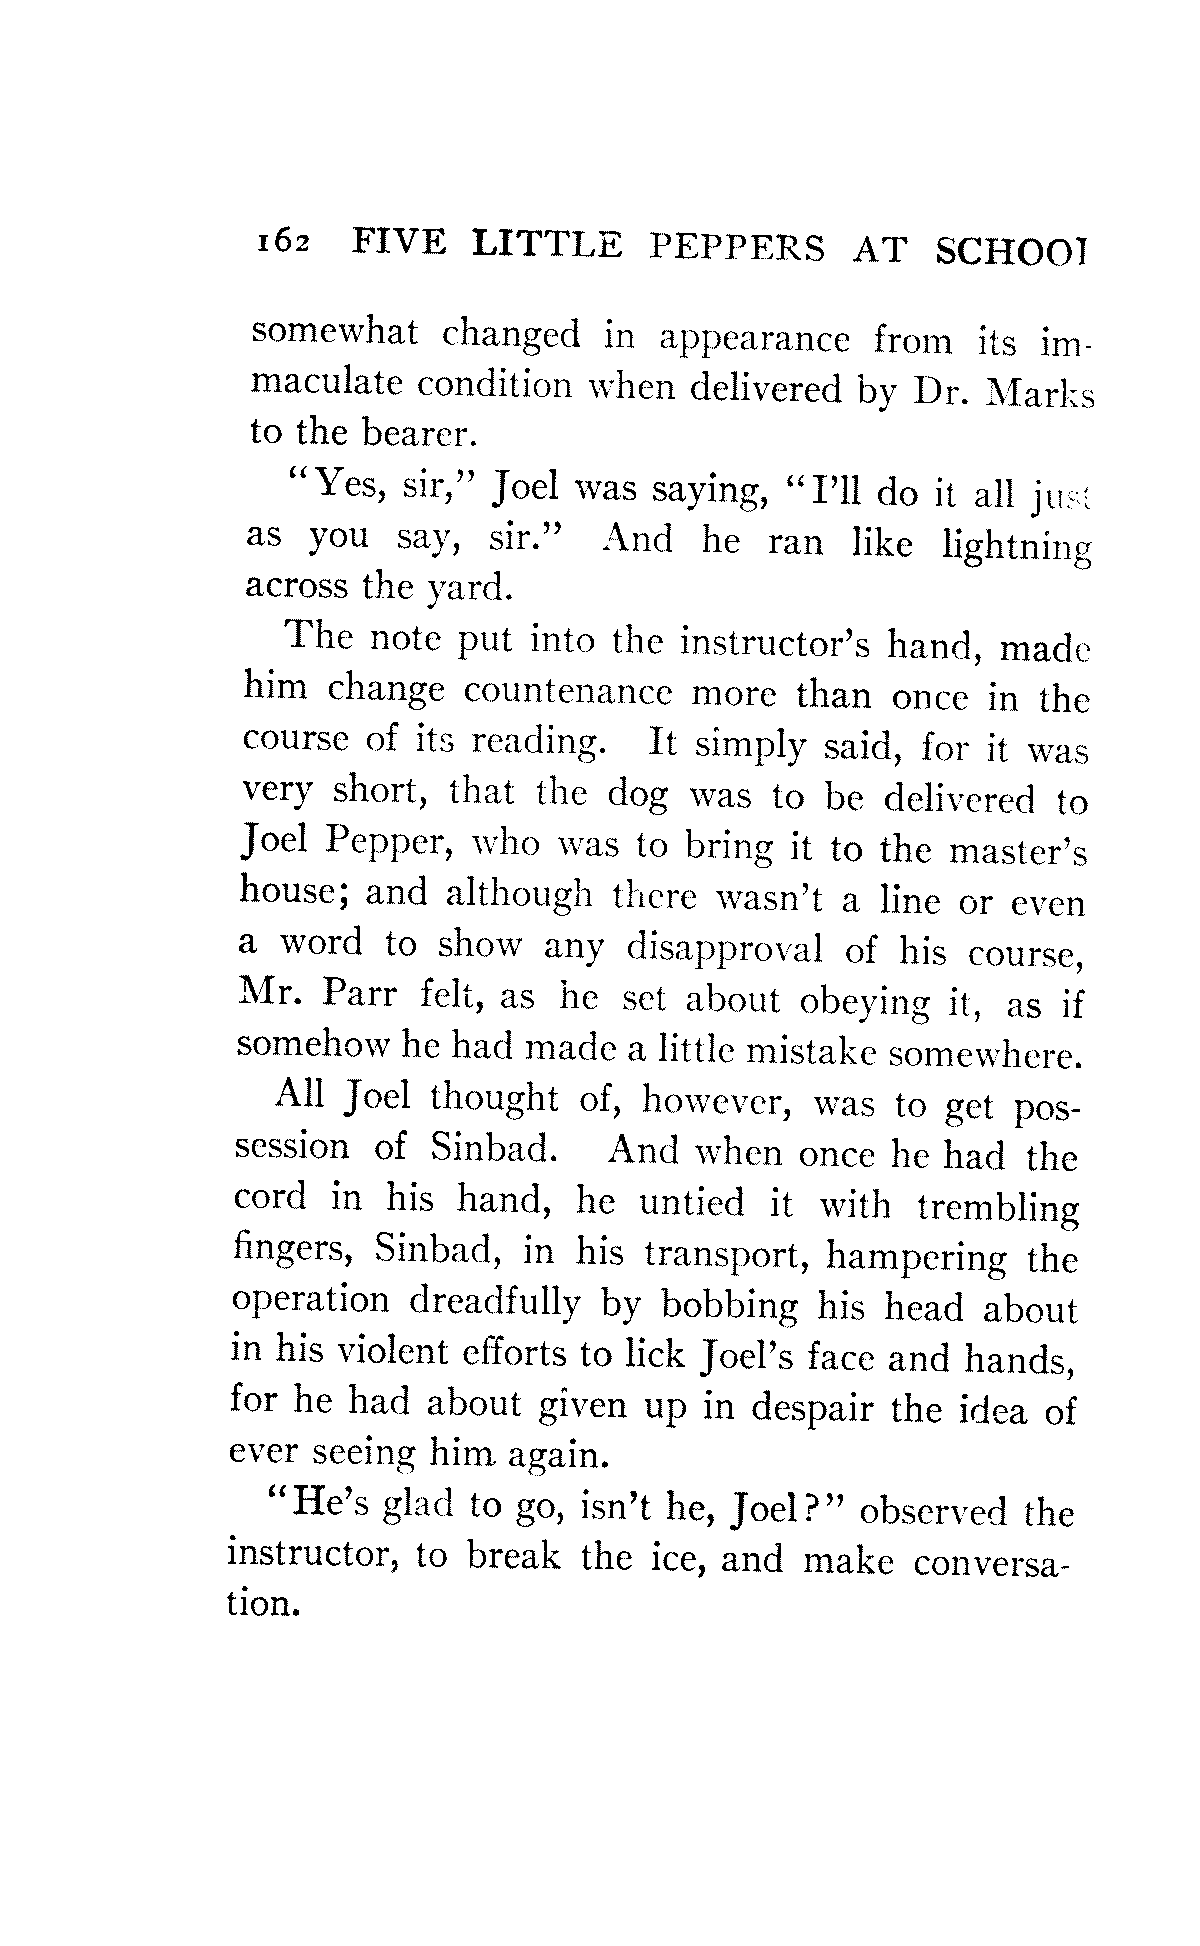 162 FIVE LITTLE PEPPERS AT SCHOOL
somewhat changed in appearance from its im-
maculate condition when delivered by Dr. Marks
to the bearer.
"Yes, sir," Joel was saying, "I'll do it all just
as you say, sir." And he ran like lightning
across the yard.
The note put into the instructor's hand, made
him change countenance more than once in the
course of its reading. It simply said, for it was
very short, that the dog was to be delivered to
Joel Pepper, who was to bring it to the master's
house; and although there wasn't a line or even
a word to show any disapproval of his course,
Mr. Parr felt, as he set about obeying it, as if
somehow he had made a little mistake somewhere.
All Joel thought of, however, was to get pos-
session of Sinbad. And when once he had the
cord in his hand, he untied it with trembling
fingers, Sinbad, in his transport, hampering the
operation dreadfully by bobbing his head about
in his violent efforts to lick Joel's face and hands,
for he had about given up in despair the idea of
ever seeing him again.
"He's glad to go, isn't he, Joel?" observed the
instructor, to break the ice, and make conversa-
tion.